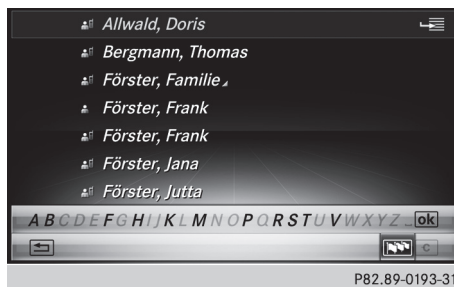 Allwald, Doris
Bergmann, Thomas
Förster, Familie
Förster, Frank
Förster, Frank
Förster, Jana
Förster, Jutta
A B C D E F G H I J K L M N O P Q R S T U V W X Y Z _ ok
c
P82.89-0193-31